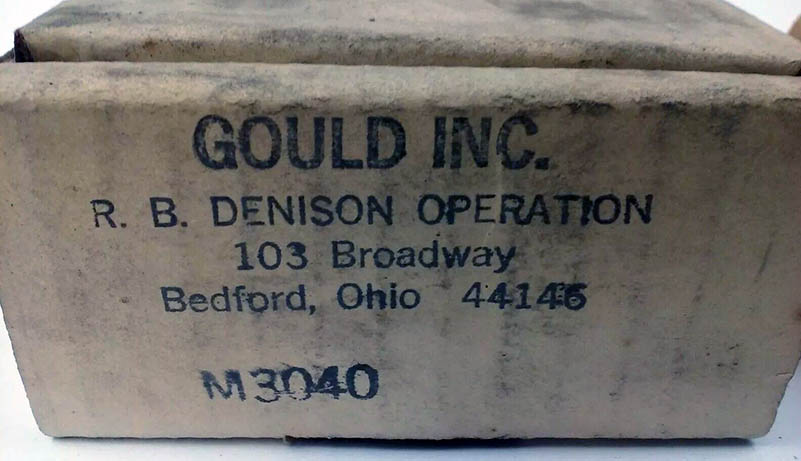 GOULD INC.
R. B. DENISON OPERATION
103 Broadway
Bedford, Ohio 44146
M3040